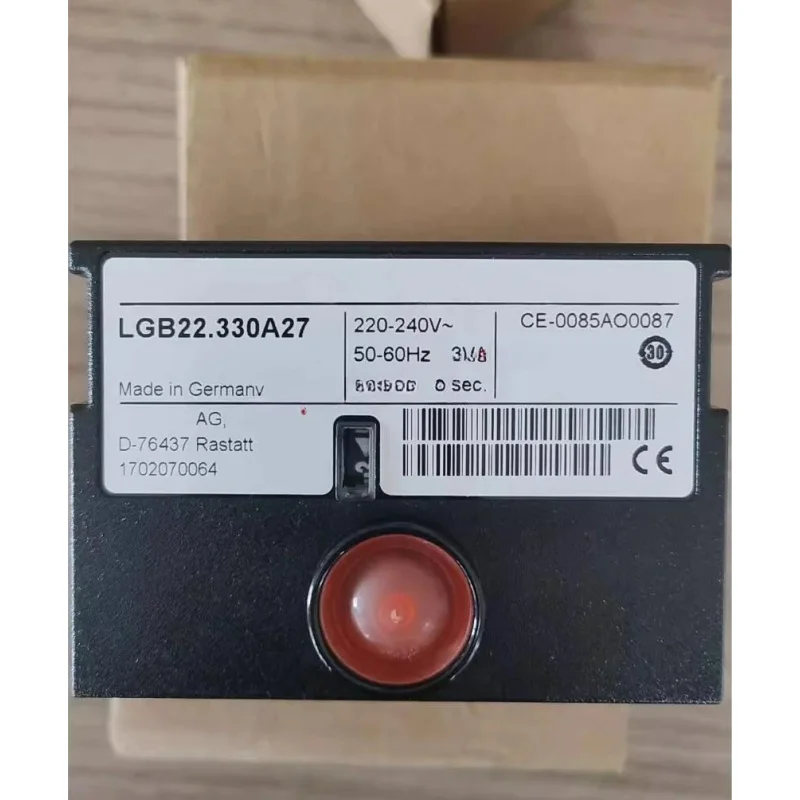 LGB22.330A27
220-240V~
50-60Hz
sec.
CE-0085AO0087
30
Made in Germanv
AG,
D-76437 Rastatt
1702070064
CE